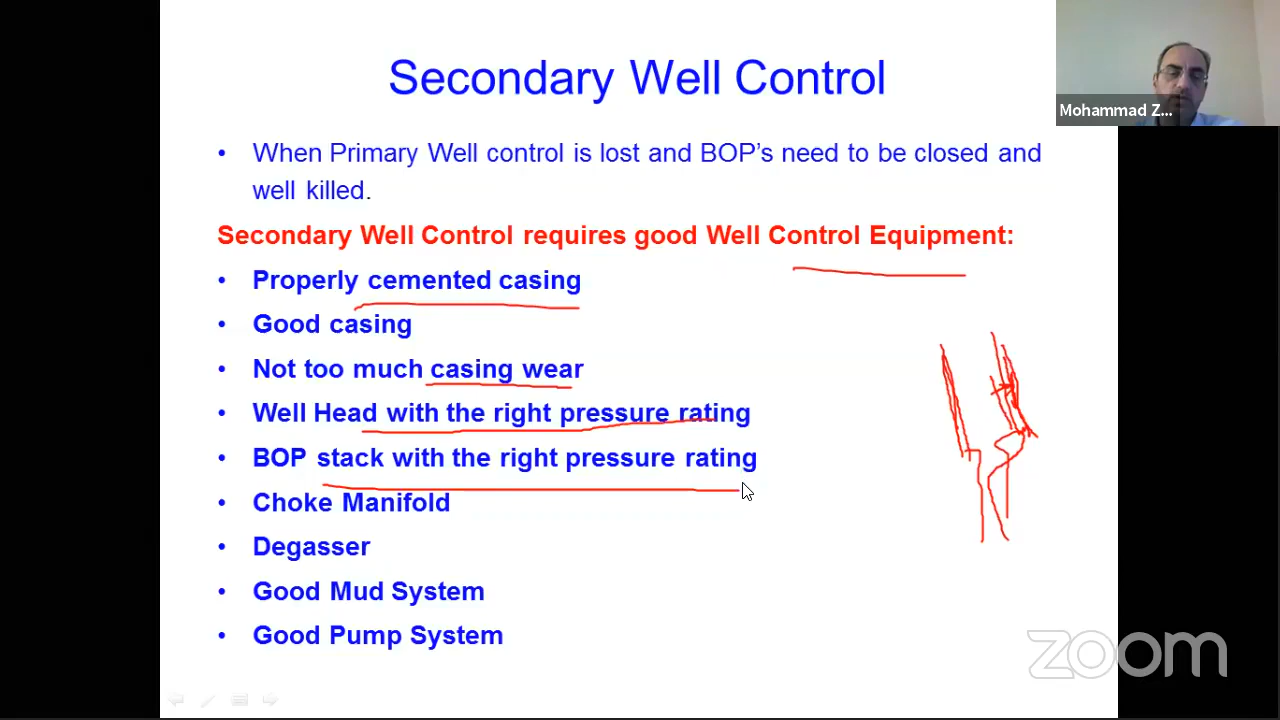 Secondary Well Control
Mohammad Z...
• When Primary Well control is lost and BOP's need to be closed and
well killed.
Secondary Well Control requires good Well Control Equipment:
• Properly cemented casing
• Good casing
• Not too much casing wear
• Well Head with the right pressure rating
• BOP stack with the right pressure rating
• Choke Manifold
• Degasser
• Good Mud System
• Good Pump System
zoom